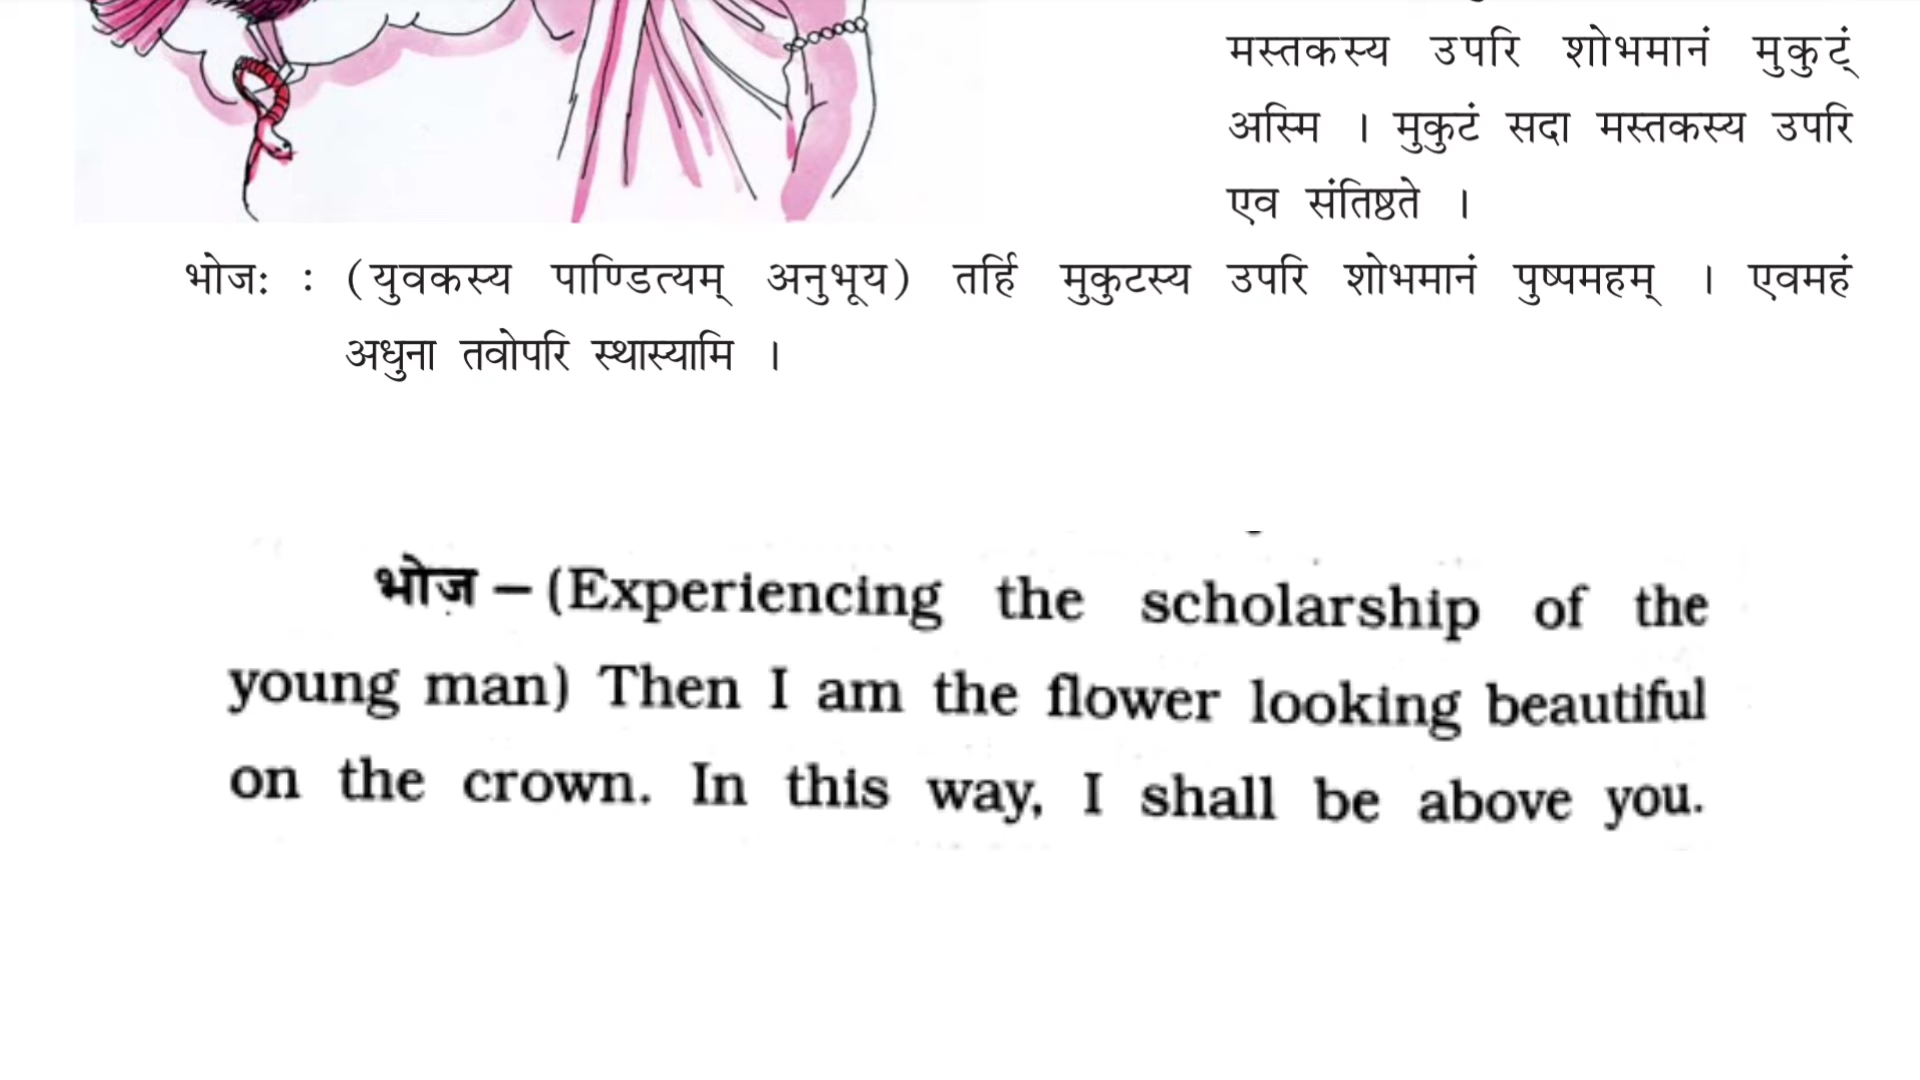 मस्तकस्य उपरि शोभमानं मुकुटं
अस्मि । मुकुटं सदा मस्तकस्य उपरि
एव संतिष्ठते ।
भोजः : (युवकस्य पाण्डित्यम् अनुभूय) तर्हि मुकुटस्य उपरि शोभमानं पुष्पमहम् । एवमहं
अधुना तवोपरि स्थास्यामि ।
भोज – (Experiencing the scholarship of the
young man) Then I am the flower looking beautiful
on the crown. In this way, I shall be above you.